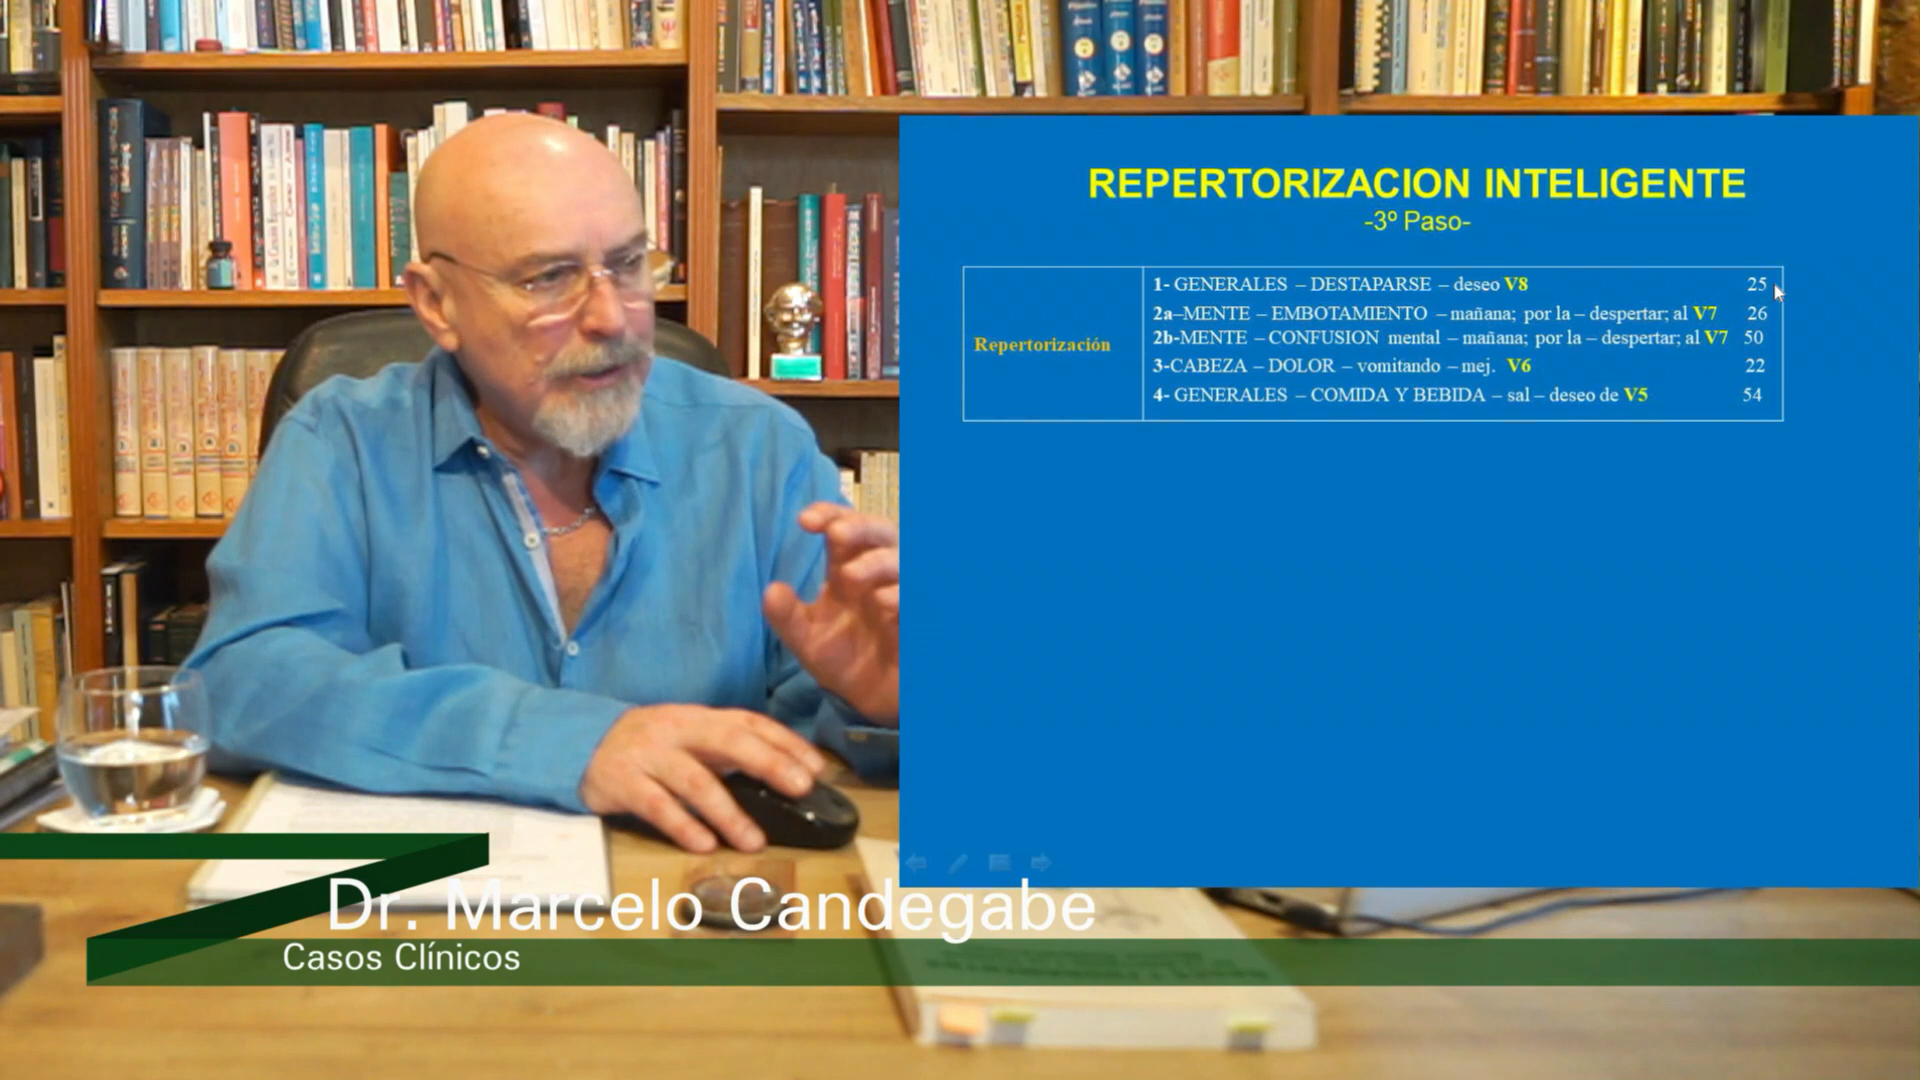 REPERTORIZACION INTELIGENTE
-3º Paso-
Repertorización
1- GENERALES – DESTAPARSE – deseo V8 25
2a–MENTE – EMBOTAMIENTO – mañana; por la – despertar; al V7 26
2b-MENTE – CONFUSION mental – mañana; por la – despertar; al V7 50
3-CABEZA – DOLOR – vomitando – mej. V6 22
4- GENERALES – COMIDA Y BEBIDA – sal – deseo de V5 54
Dr. Marcelo Candegabe
Casos Clínicos